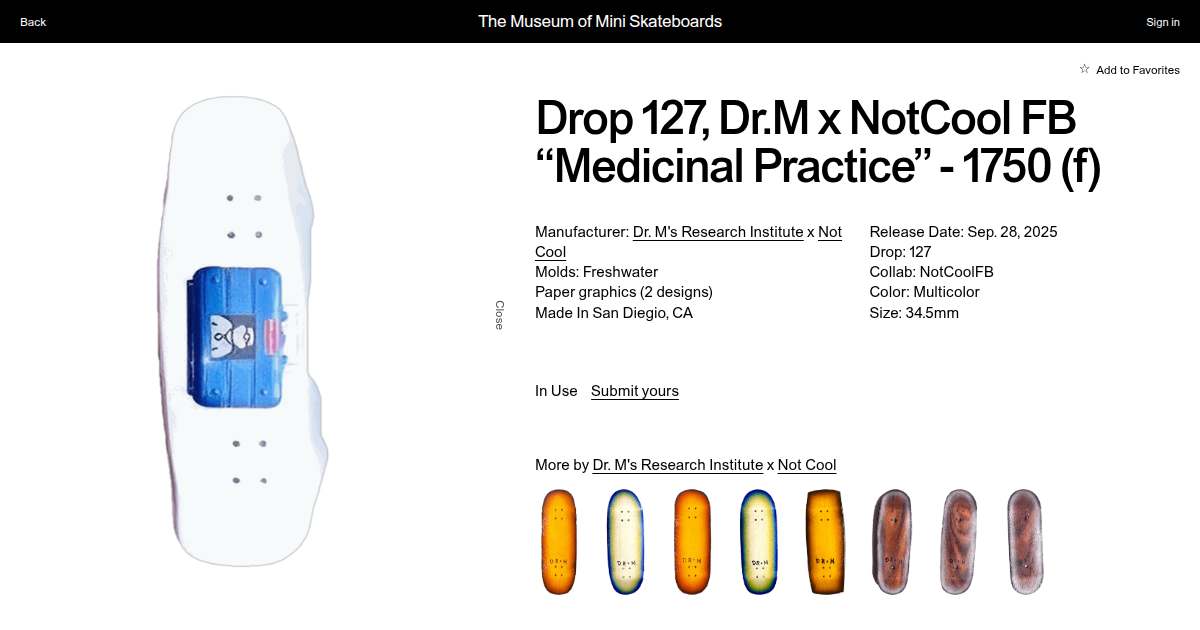 Back
The Museum of Mini Skateboards
Sign in
☆ Add to Favorites
Drop 127, Dr.M x NotCool FB
“Medicinal Practice” - 1750 (f)
Manufacturer: Dr. M's Research Institute x Not
Cool
Molds: Freshwater
Paper graphics (2 designs)
Made In San Diegio, CA
Release Date: Sep. 28, 2025
Drop: 127
Collab: NotCoolFB
Color: Multicolor
Size: 34.5mm
Close
In Use Submit yours
More by Dr. M's Research Institute x Not Cool